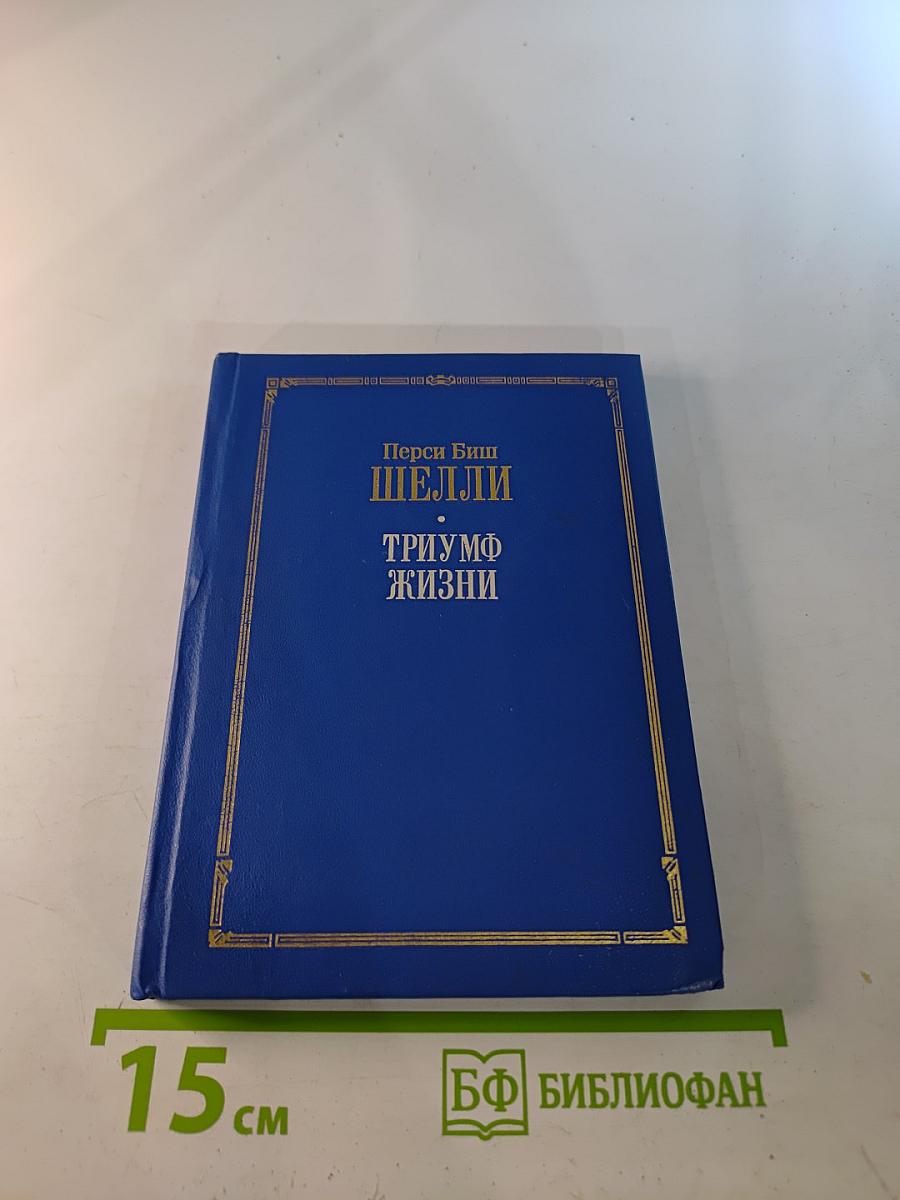 Перси Биш
ШЕЛЛИ
ТРИУМФ
ЖИЗНИ
15 см
БФ БИБЛИОФАН